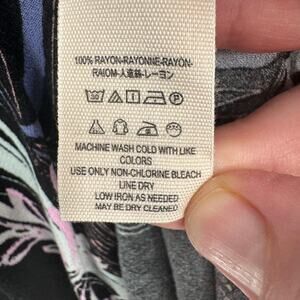 100% RAYON-RAYONNE-RAYON-
RAIOM-人造絲-レーヨン
MACHINE WASH COLD WITH LIKE
COLORS
USE ONLY NON-CHLORINE BLEACH
LINE DRY
LOW IRON AS NEEDED
MAY BE DRY CLEANED